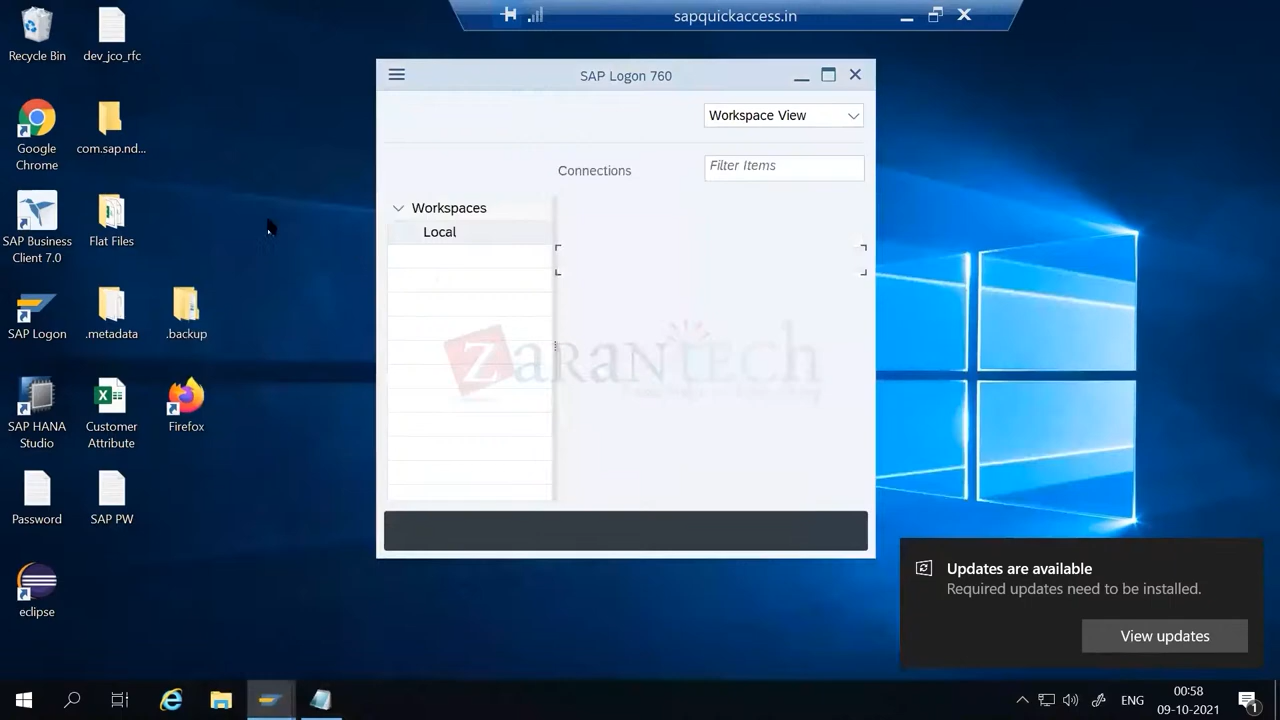 sapquickaccess.in
Recycle Bin
dev_jco_rfc
Google
Chrome
com.sap.nd...
SAP Business
Client 7.0
Flat Files
SAP Logon
.metadata
.backup
SAP HANA
Studio
Customer
Attribute
Firefox
Password
SAP PW
eclipse
SAP Logon 760
Workspace View
Connections
Filter Items
Workspaces
Local
zarantech
Updates are available
Required updates need to be installed.
View updates
ENG
00:58
09-10-2021
1